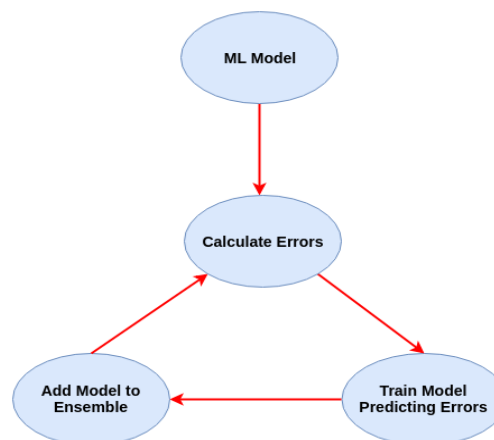 ML Model
Calculate Errors
Add Model to
Ensemble
Train Model
Predicting Errors